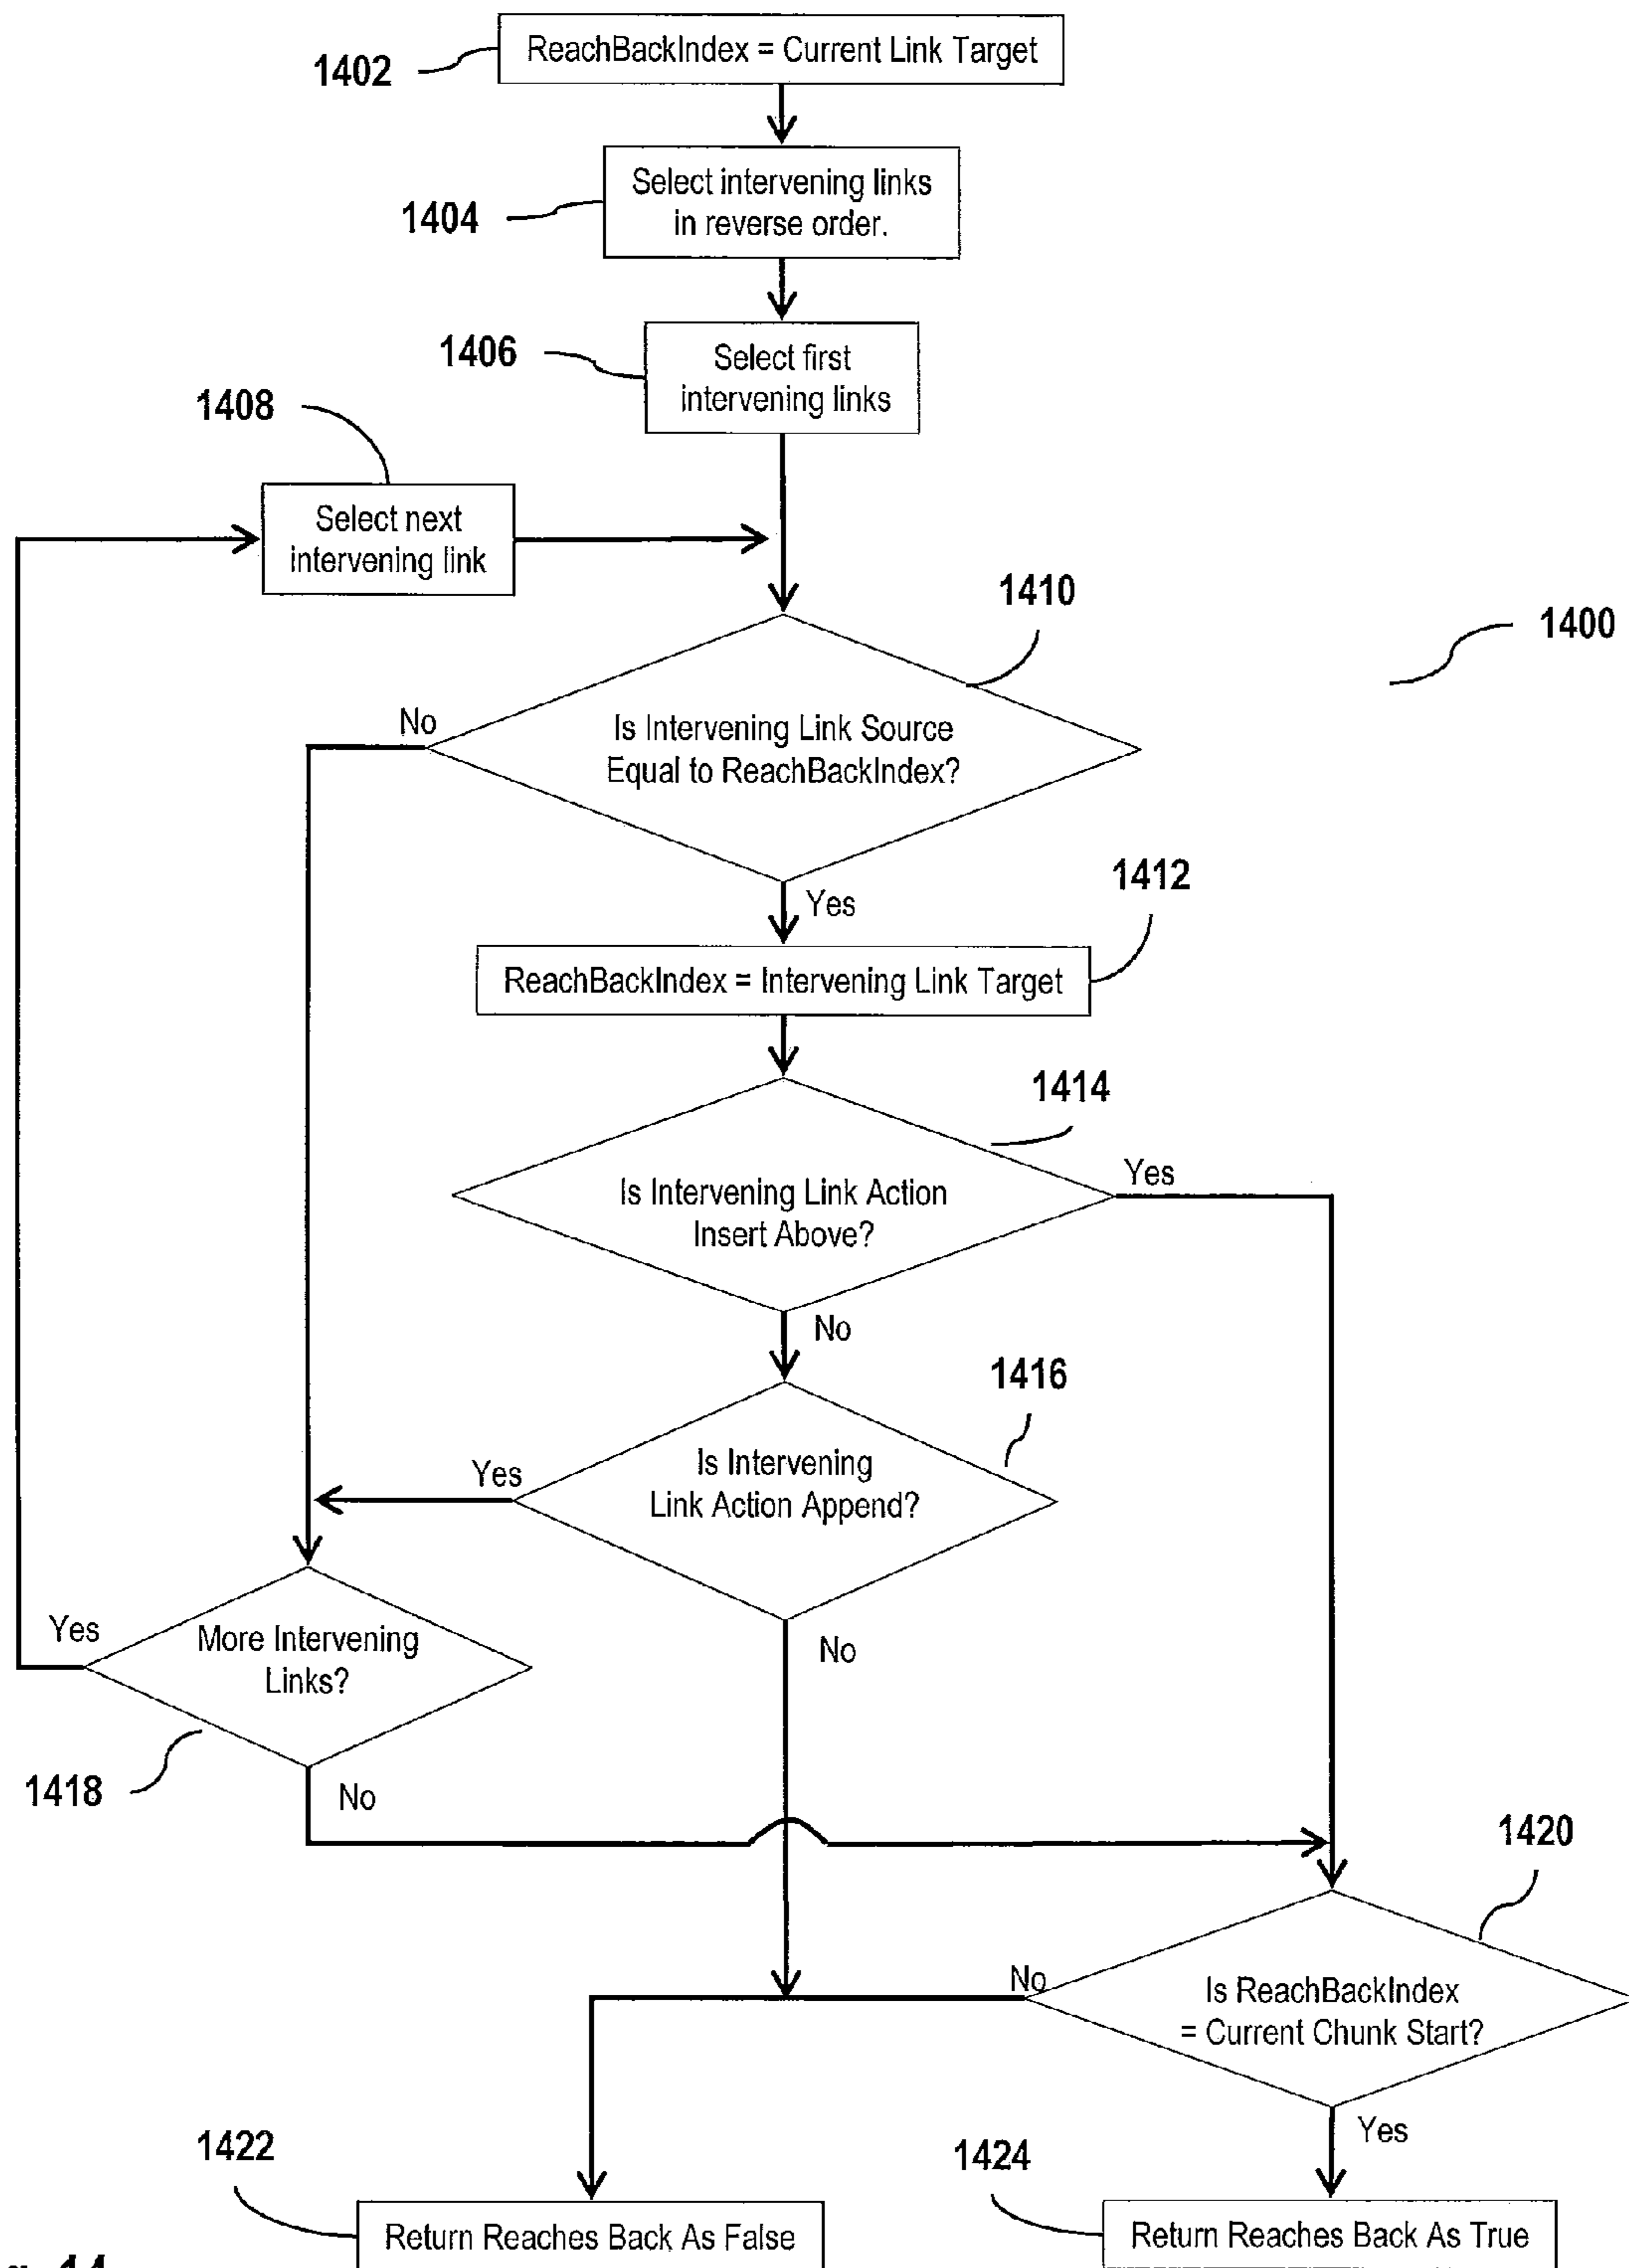 ReachBackIndex = Current Link Target
1402
Select intervening links
in reverse order.
1404
1406
Select first
intervening links
1408
Select next
intervening link
1410
1400
No
Is Intervening Link Source
Equal to ReachBackIndex?
Yes
1412
ReachBackIndex = Intervening Link Target
1414
Yes
Is Intervening Link Action
Insert Above?
No
1416
Yes
Is Intervening
Link Action Append?
Yes
More Intervening
Links?
No
1418
No
1420
No
Is ReachBackIndex
= Current Chunk Start?
Yes
1422
1424
Return Reaches Back As False
Return Reaches Back As True
14